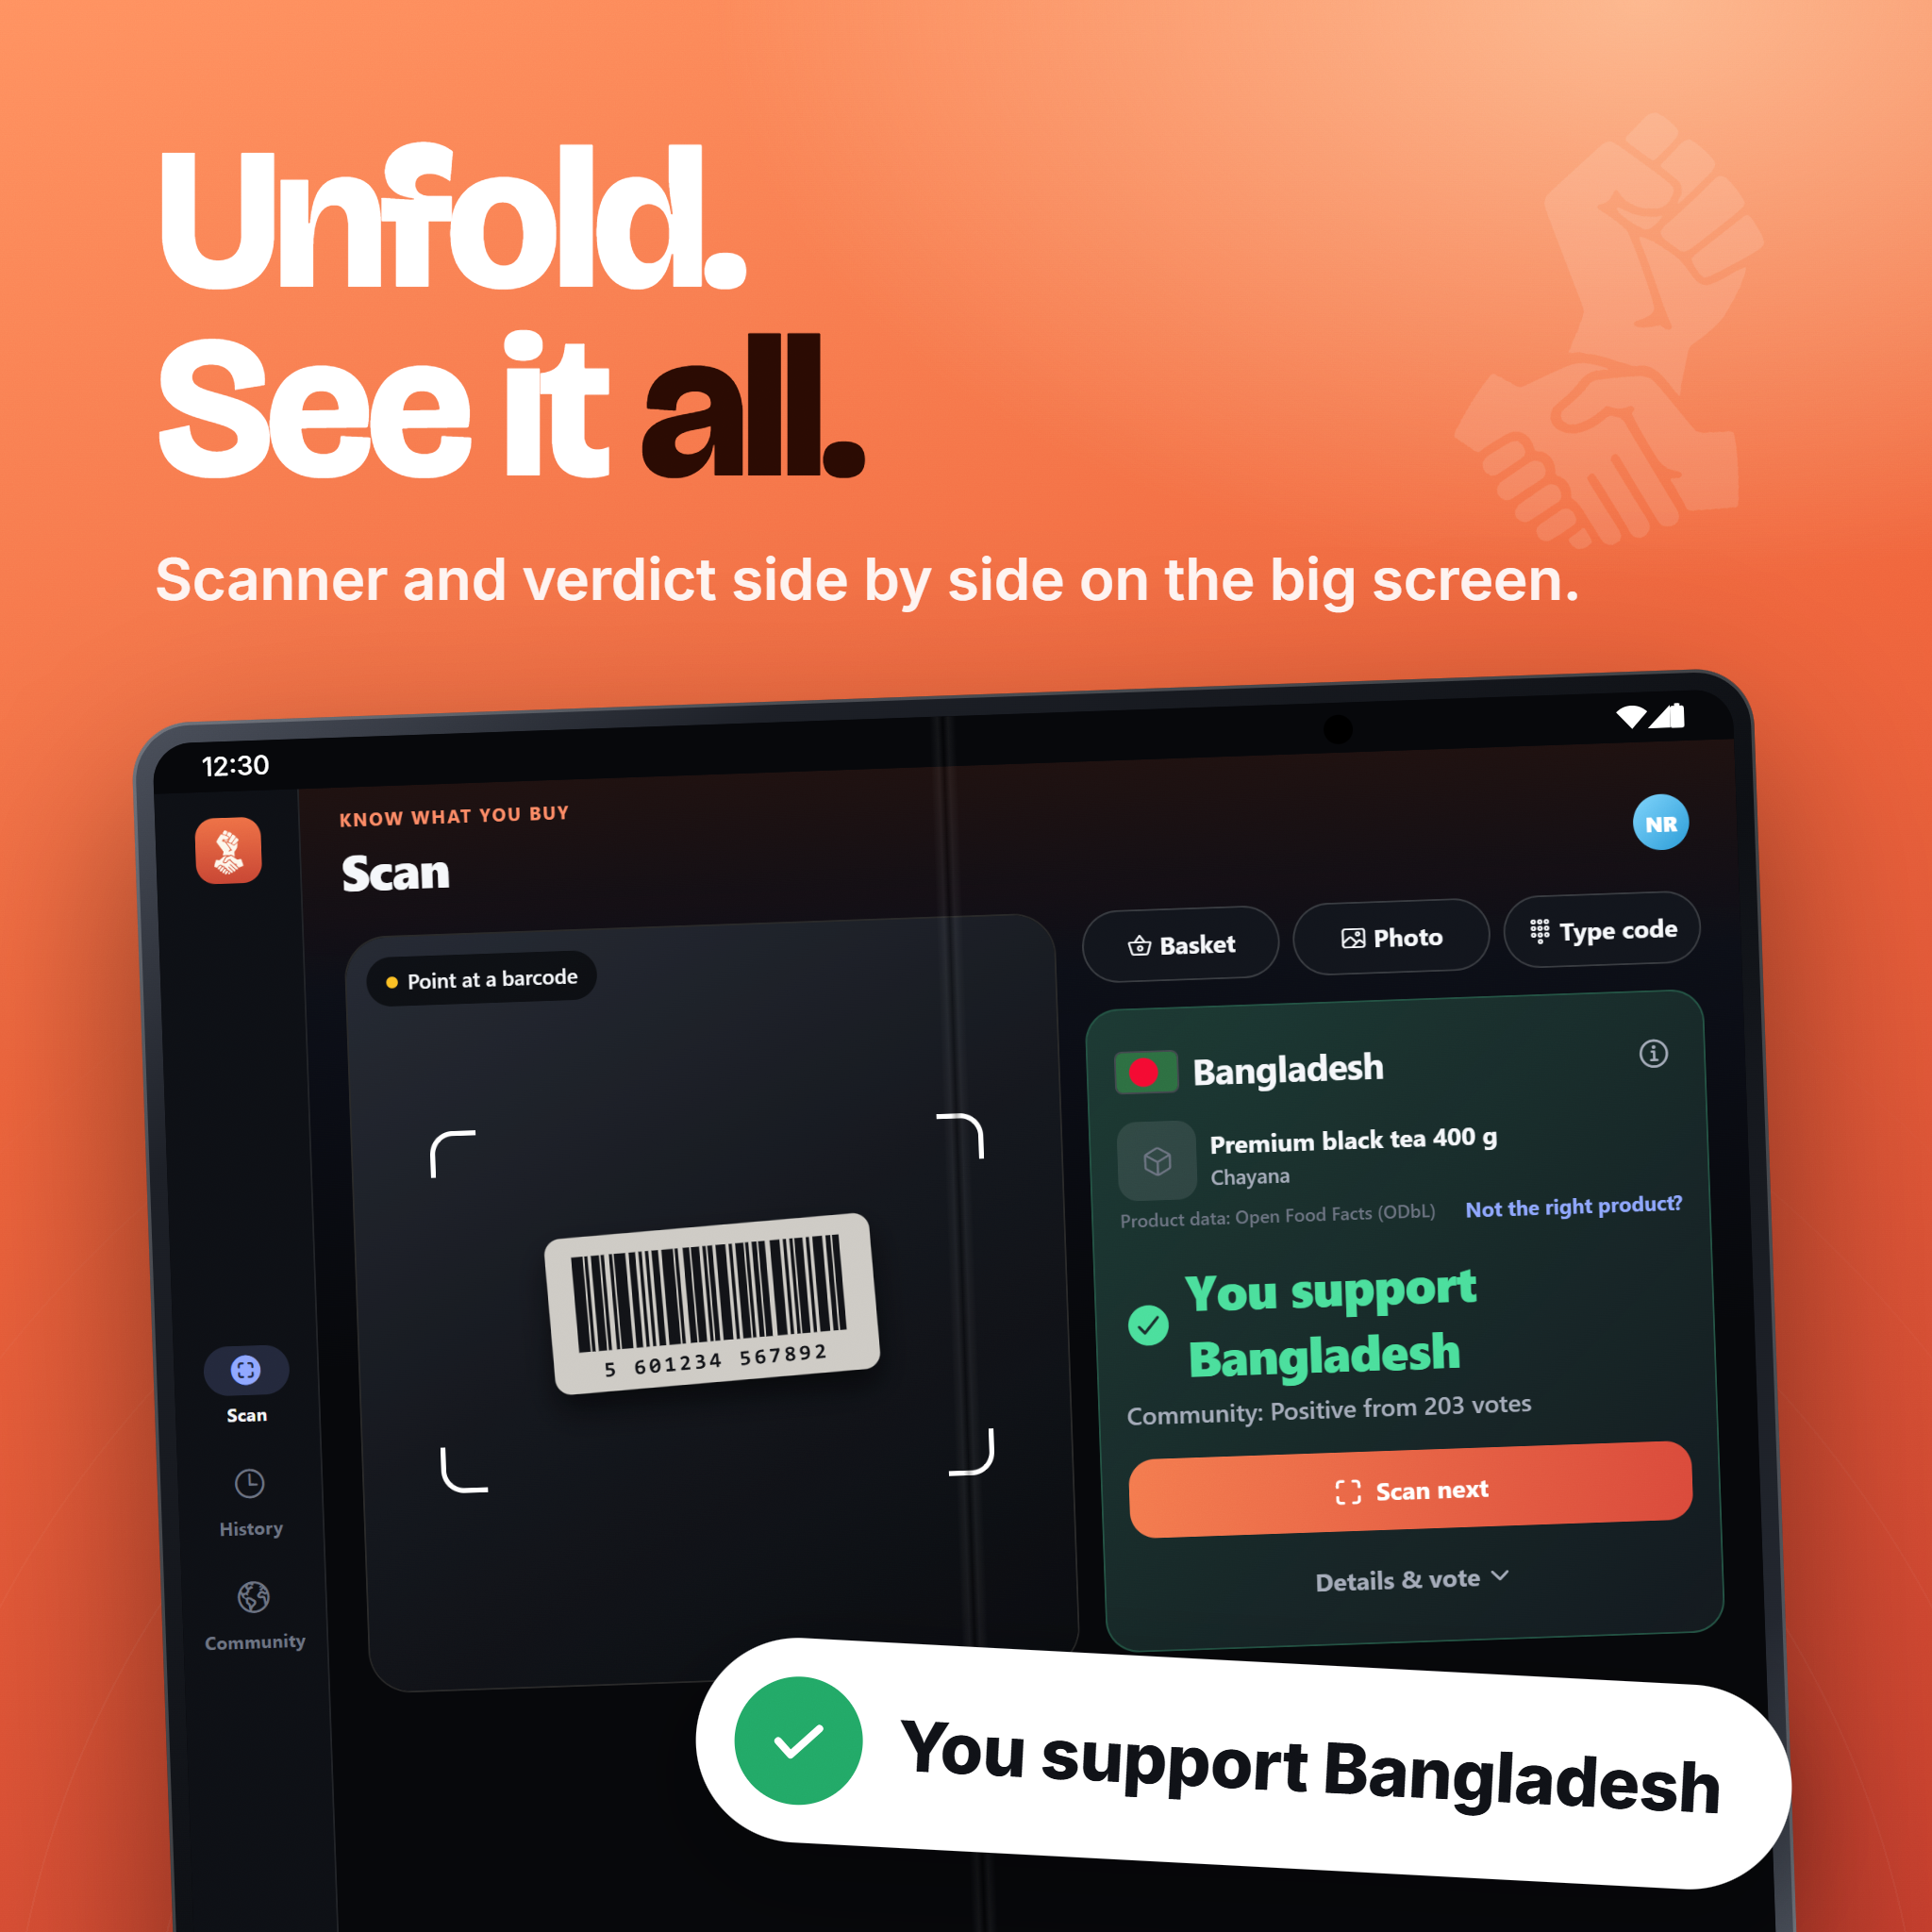 Unfold.
See it all.
Scanner and verdict side by side on the big screen.
12:30
KNOW WHAT YOU BUY
Scan
NR
Point at a barcode
5 601234 567892
Basket
Photo
Type code
Bangladesh
Premium black tea 400 g
Chayana
Product data: Open Food Facts (ODbL)
Not the right product?
You support
Bangladesh
Community: Positive from 203 votes
Scan next
Details & vote
Scan
History
Community
You support Bangladesh